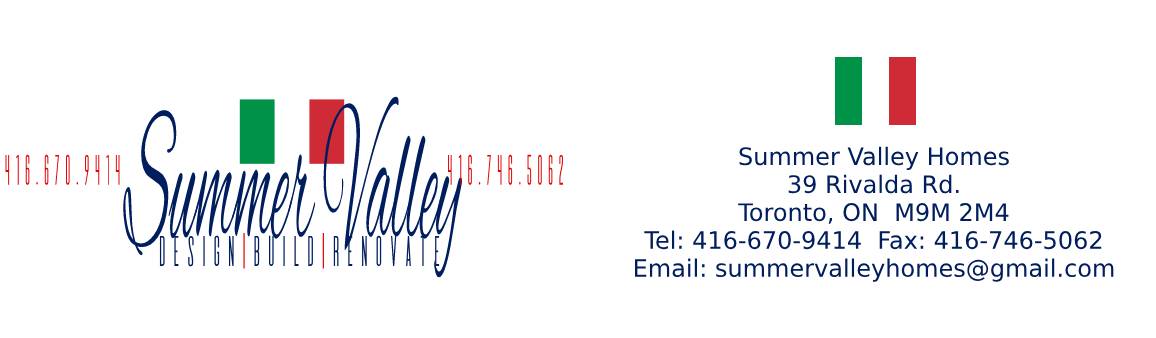 416.670.9414
Summer Valley
416.746.5062
DESIGN|BUILD|RENOVATE
Summer Valley Homes
39 Rivalda Rd.
Toronto, ON  M9M 2M4
Tel: 416-670-9414  Fax: 416-746-5062
Email: summervalleyhomes@gmail.com